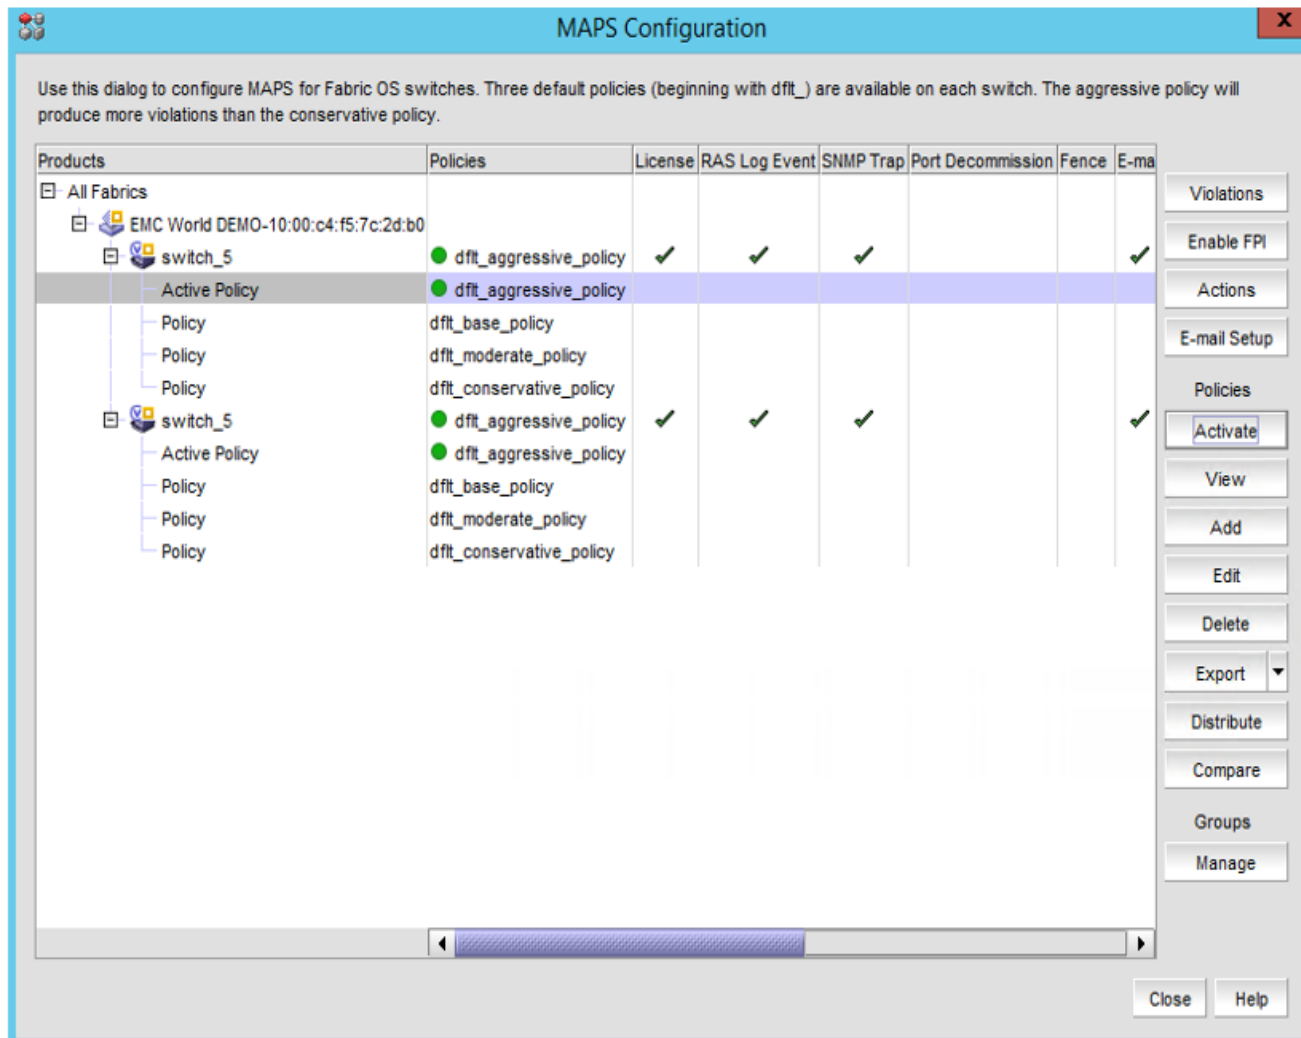 MAPS Configuration
X
Use this dialog to configure MAPS for Fabric OS switches. Three default policies (beginning with dflt_) are available on each switch. The aggressive policy will
produce more violations than the conservative policy.
Products Policies License RAS Log Event SNMP Trap Port Decommission Fence E-ma
All Fabrics
EMC World DEMO-10:00:c4:f5:7c:2d:b0
switch_5 dflt_aggressive_policy
Active Policy dflt_aggressive_policy
Policy dflt_base_policy
Policy dflt_moderate_policy
Policy dflt_conservative_policy
switch_5 dflt_aggressive_policy
Active Policy dflt_aggressive_policy
Policy dflt_base_policy
Policy dflt_moderate_policy
Policy dflt_conservative_policy
Violations
Enable FPI
Actions
E-mail Setup
Policies
Activate
View
Add
Edit
Delete
Export
Distribute
Compare
Groups
Manage
Close Help